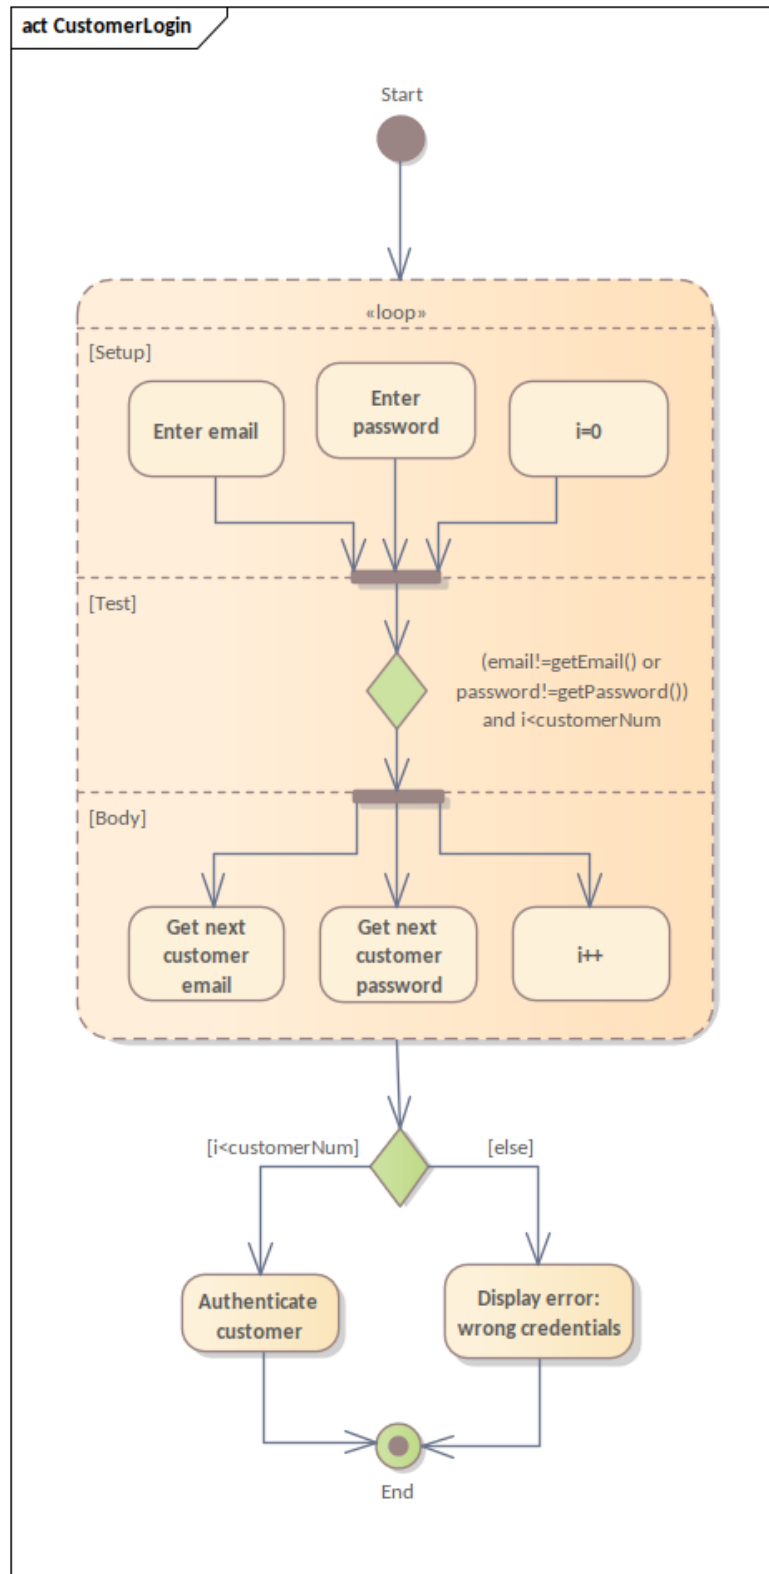 act CustomerLogin
Start
«loop»
[Setup]
Enter email
Enter
password
i=0
[Test]
(email!=getEmail() or
password!=getPassword())
and i<customerNum
[Body]
Get next
customer
email
Get next
customer
password
i++
[i<customerNum]
[else]
Authenticate
customer
Display error:
wrong credentials
End